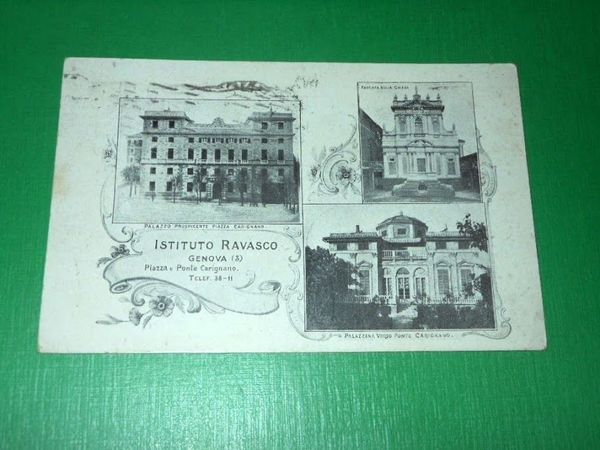 FACCIATA DELLA CHIESA
PALAZZO PROSPICENTE PIAZZA CARIGNANO.
ISTITUTO RAVASCO
GENOVA (3)
Piazza e Ponte Carignano.
TELEF. 38-11
PALAZZINA VERSO PONTE CARIGNANO.